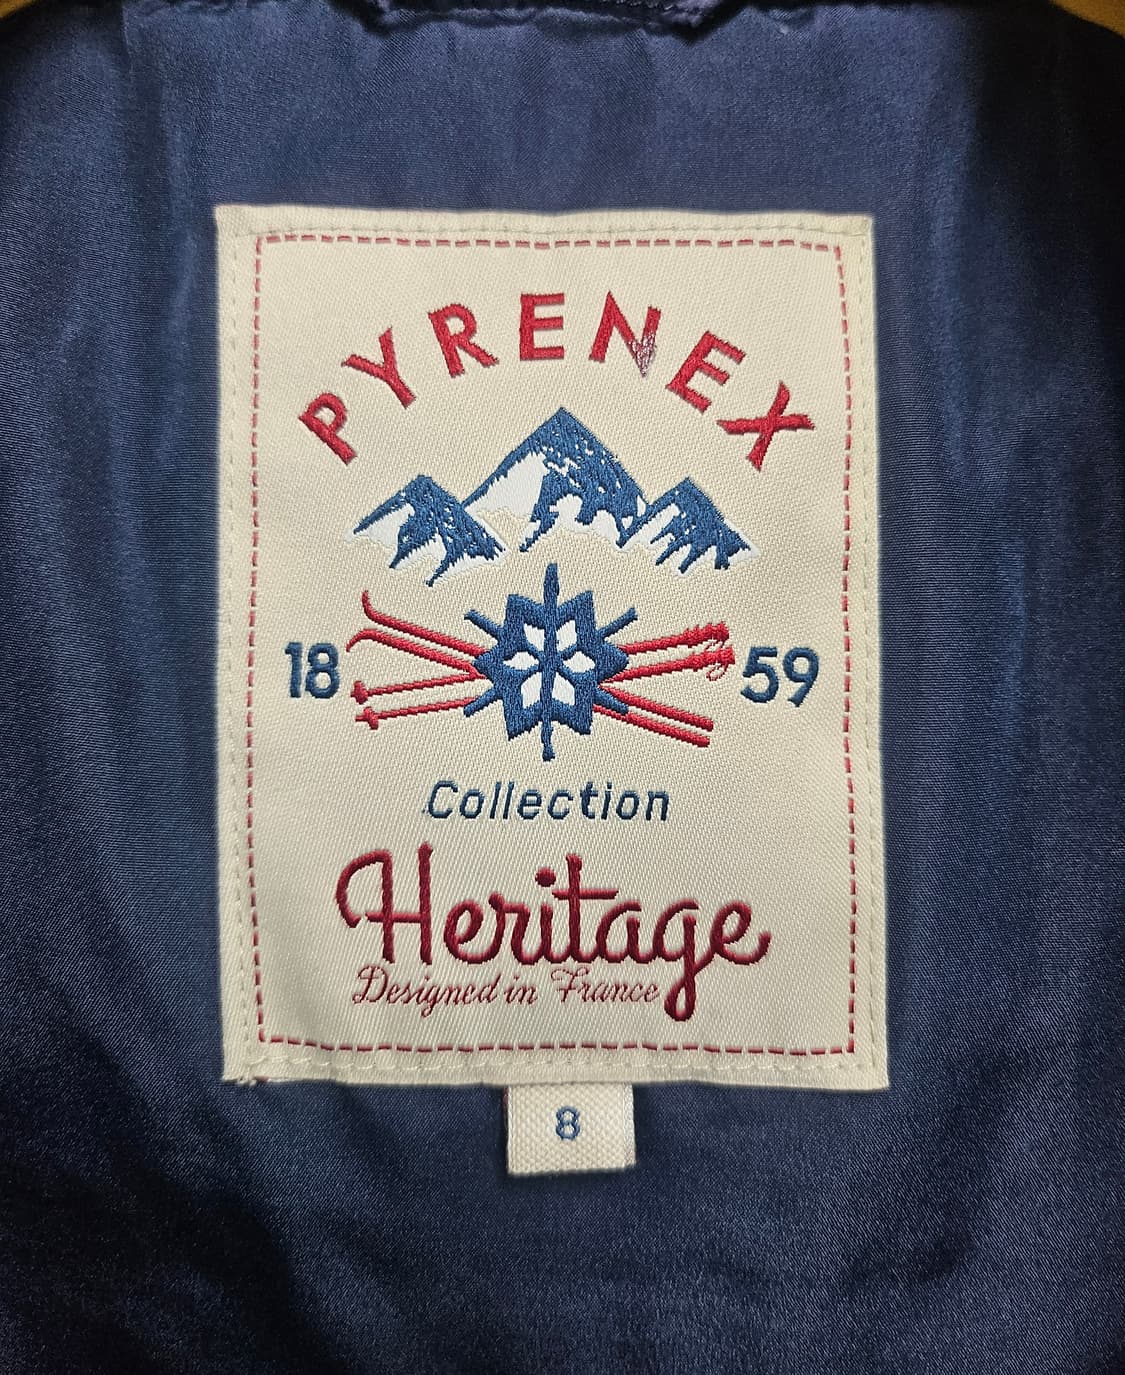 PYRENEX
18 59
Collection
Heritage
Designed in France
8